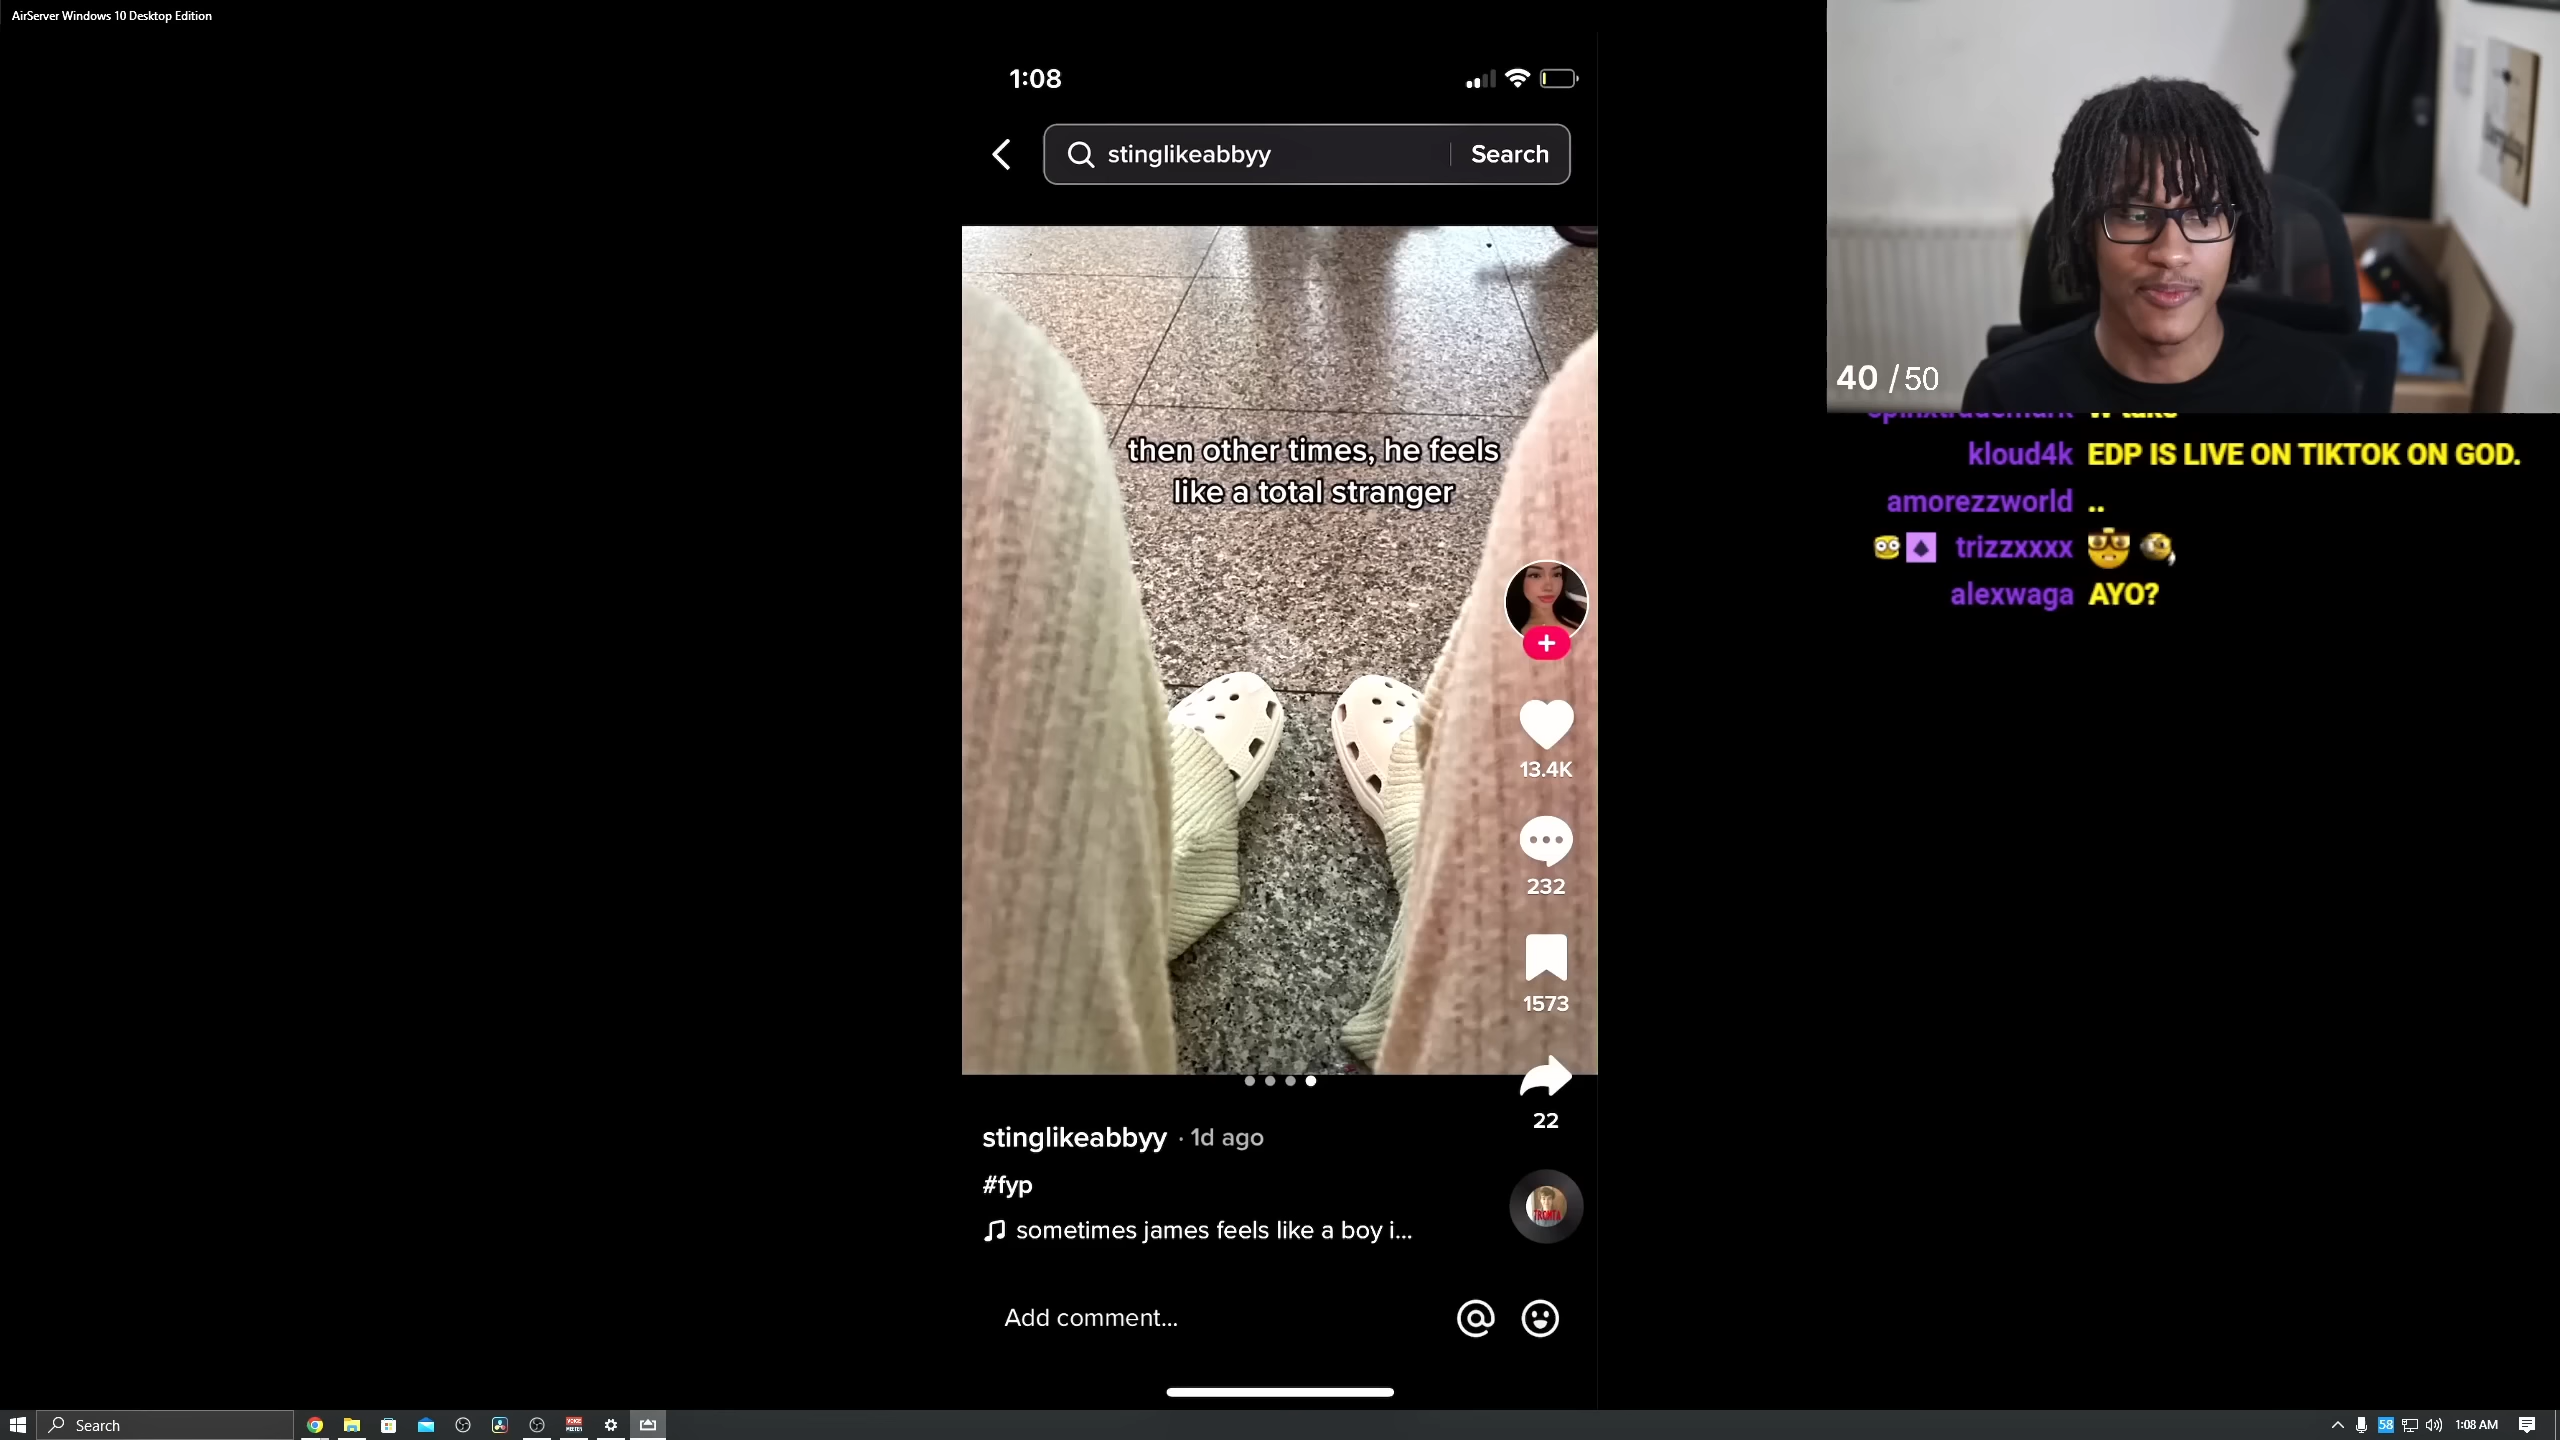 AirServer Windows 10 Desktop Edition
1:08
stinglikeabbyy
Search
then other times, he feels
like a total stranger
13.4K
232
1573
22
stinglikeabbyy · 1d ago
#fyp
sometimes james feels like a boy i...
Add comment...
40 /50
kloud4k EDP IS LIVE ON TIKTOK ON GOD.
amorezzworld ..
trizzxxxx
alexwaga AYO?
Search
58
1:08 AM